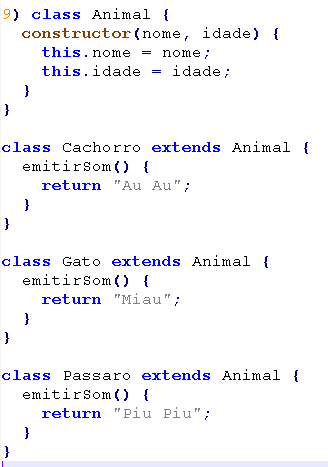 9) class Animal {
  constructor(nome, idade) {
    this.nome = nome;
    this.idade = idade;
  }
}

class Cachorro extends Animal {
  emitirSom() {
    return "Au Au";
  }
}

class Gato extends Animal {
  emitirSom() {
    return "Miau";
  }
}

class Passaro extends Animal {
  emitirSom() {
    return "Piu Piu";
  }
}